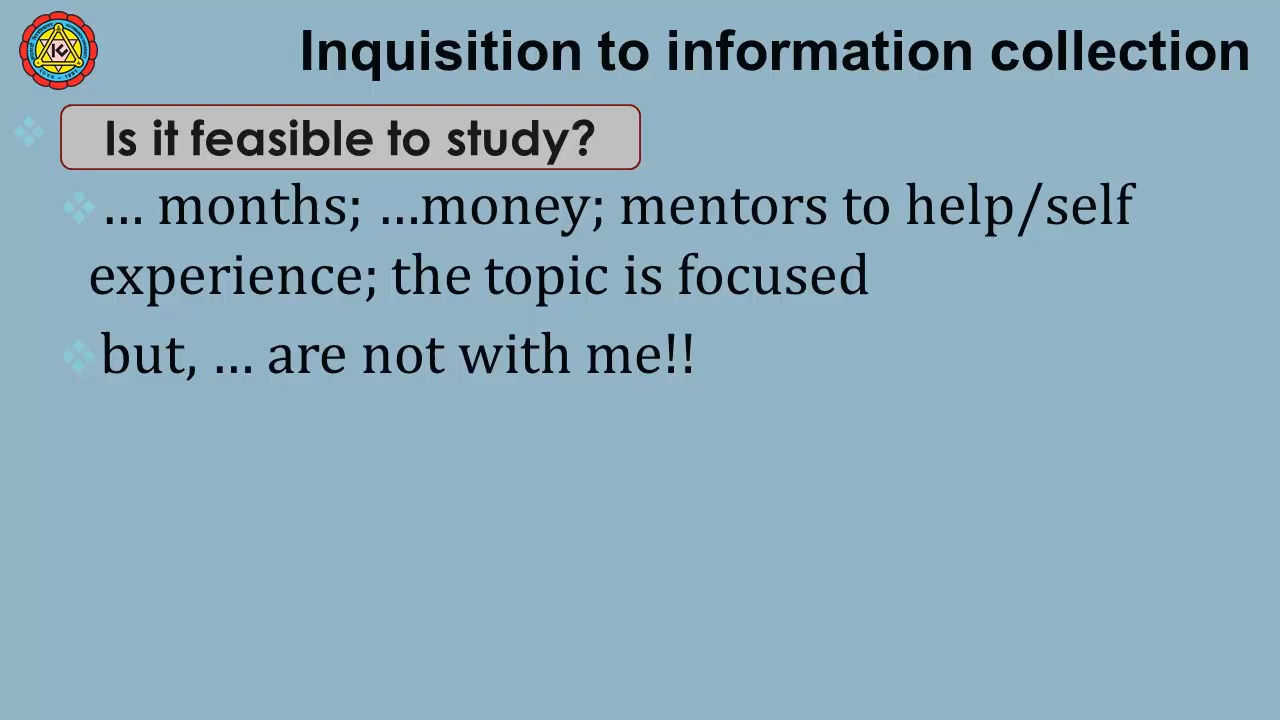 Inquisition to information collection
Is it feasible to study?
... months; ...money; mentors to help/self
experience; the topic is focused
but, ... are not with me!!